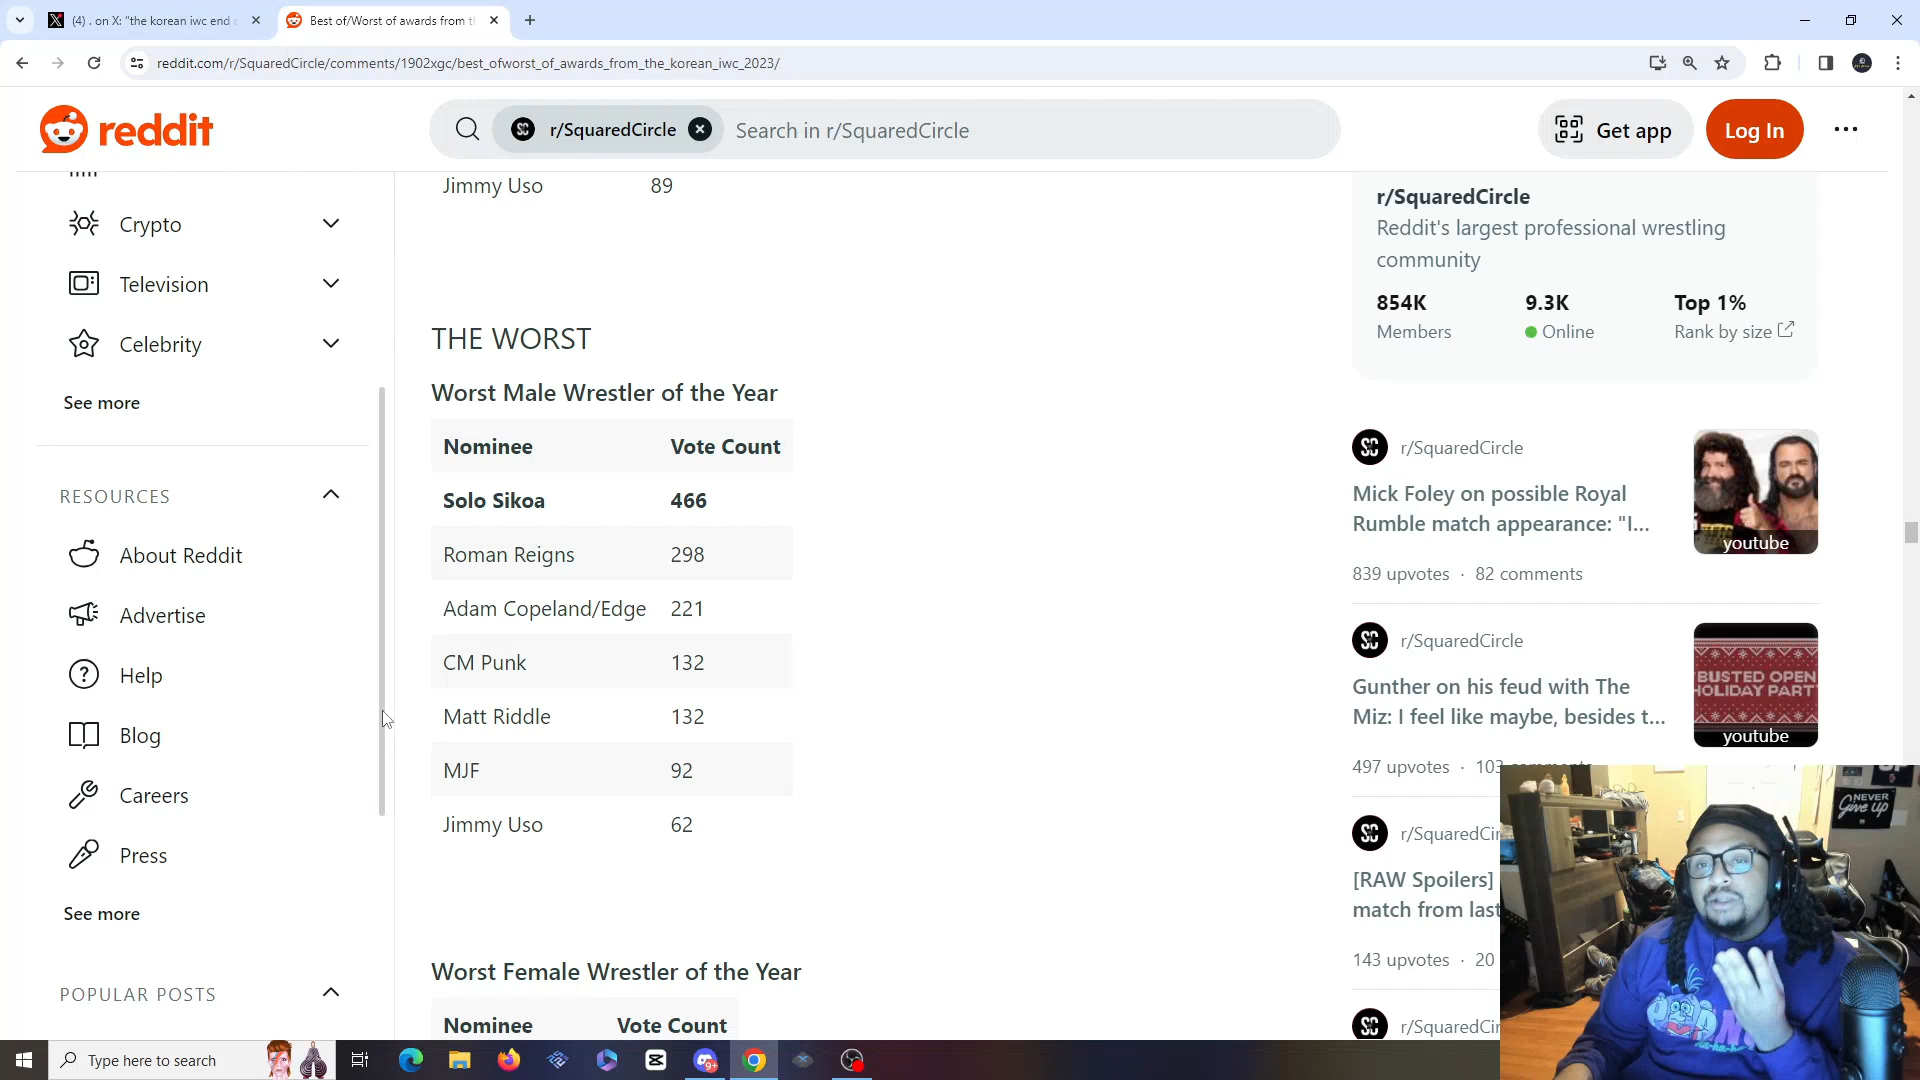 (4) . on X: "the korean iwc end
Best of/Worst of awards from t
reddit.com/r/SquaredCircle/comments/1902xgc/best_ofworst_of_awards_from_the_korean_iwc_2023/
reddit
r/SquaredCircle
Search in r/SquaredCircle
Get app
Log In
Crypto
Television
Celebrity
See more
RESOURCES
About Reddit
Advertise
Help
Blog
Careers
Press
See more
POPULAR POSTS
Jimmy Uso 89
THE WORST
Worst Male Wrestler of the Year
Nominee Vote Count
Solo Sikoa 466
Roman Reigns 298
Adam Copeland/Edge 221
CM Punk 132
Matt Riddle 132
MJF 92
Jimmy Uso 62
Worst Female Wrestler of the Year
Nominee Vote Count
r/SquaredCircle
Reddit's largest professional wrestling
community
854K 9.3K Top 1%
Members Online Rank by size
r/SquaredCircle
Mick Foley on possible Royal
Rumble match appearance: "I...
youtube
839 upvotes · 82 comments
r/SquaredCircle
Gunther on his feud with The
Miz: I feel like maybe, besides t...
BUSTED OPEN
HOLIDAY PARTY
youtube
497 upvotes · 103 comments
r/SquaredCir
[RAW Spoilers]
match from last
143 upvotes · 20
r/SquaredCir
NEVER
Give up
Type here to search
9+